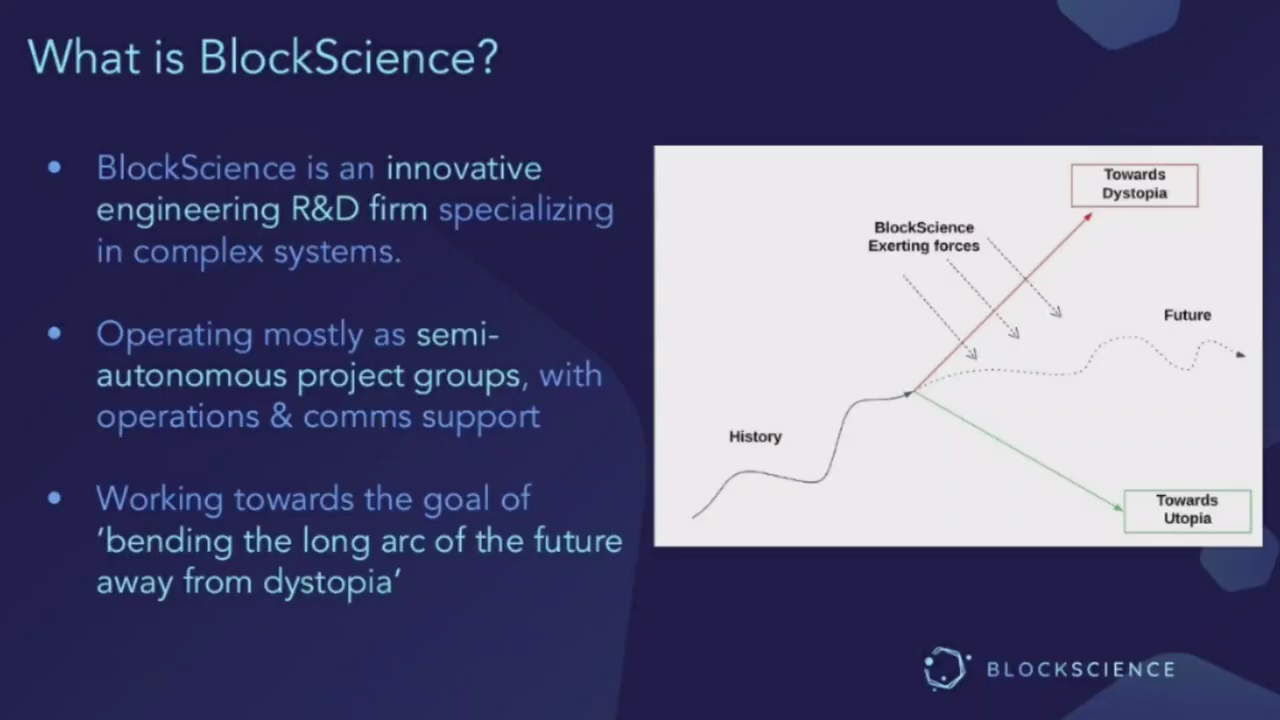 What is BlockScience?
• BlockScience is an innovative
engineering R&D firm specializing
in complex systems.
• Operating mostly as semi-
autonomous project groups, with
operations & comms support
• Working towards the goal of
‘bending the long arc of the future
away from dystopia’
Towards
Dystopia
BlockScience
Exerting forces
Future
History
Towards
Utopia
BLOCKSCIENCE